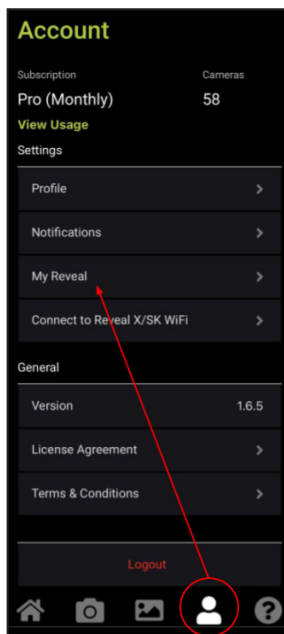 Account
Subscription Cameras
Pro (Monthly) 58
View Usage
Settings
Profile
Notifications
My Reveal
Connect to Reveal X/SK WiFi
General
Version 1.6.5
License Agreement
Terms & Conditions
Logout
?